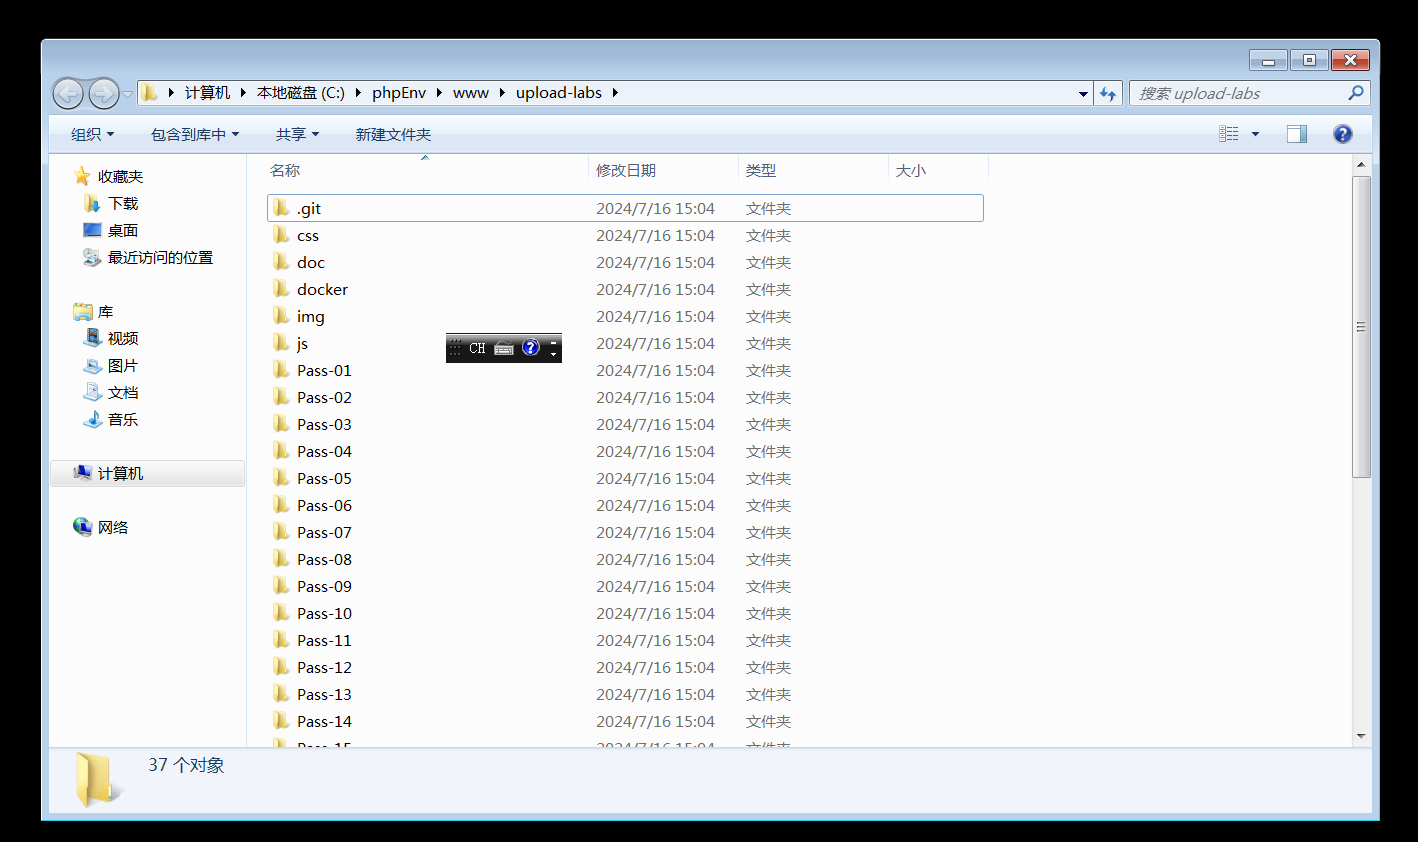 计算机 本地磁盘 (C:) phpEnv www upload-labs
搜索 upload-labs
组织 包含到库中 共享 新建文件夹
收藏夹
下载
桌面
最近访问的位置
库
视频
图片
文档
音乐
计算机
网络
名称 修改日期 类型 大小
.git 2024/7/16 15:04 文件夹
css 2024/7/16 15:04 文件夹
doc 2024/7/16 15:04 文件夹
docker 2024/7/16 15:04 文件夹
img 2024/7/16 15:04 文件夹
js 2024/7/16 15:04 文件夹
CH
Pass-01 2024/7/16 15:04 文件夹
Pass-02 2024/7/16 15:04 文件夹
Pass-03 2024/7/16 15:04 文件夹
Pass-04 2024/7/16 15:04 文件夹
Pass-05 2024/7/16 15:04 文件夹
Pass-06 2024/7/16 15:04 文件夹
Pass-07 2024/7/16 15:04 文件夹
Pass-08 2024/7/16 15:04 文件夹
Pass-09 2024/7/16 15:04 文件夹
Pass-10 2024/7/16 15:04 文件夹
Pass-11 2024/7/16 15:04 文件夹
Pass-12 2024/7/16 15:04 文件夹
Pass-13 2024/7/16 15:04 文件夹
Pass-14 2024/7/16 15:04 文件夹
Pass-15 2024/7/16 15:04 文件夹
37 个对象